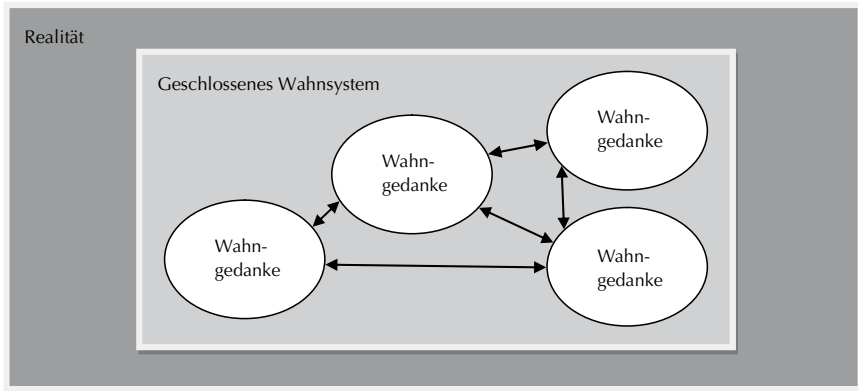 Realität
Geschlossenes Wahnsystem
Wahn-
gedanke
Wahn-
gedanke
Wahn-
gedanke
Wahn-
gedanke